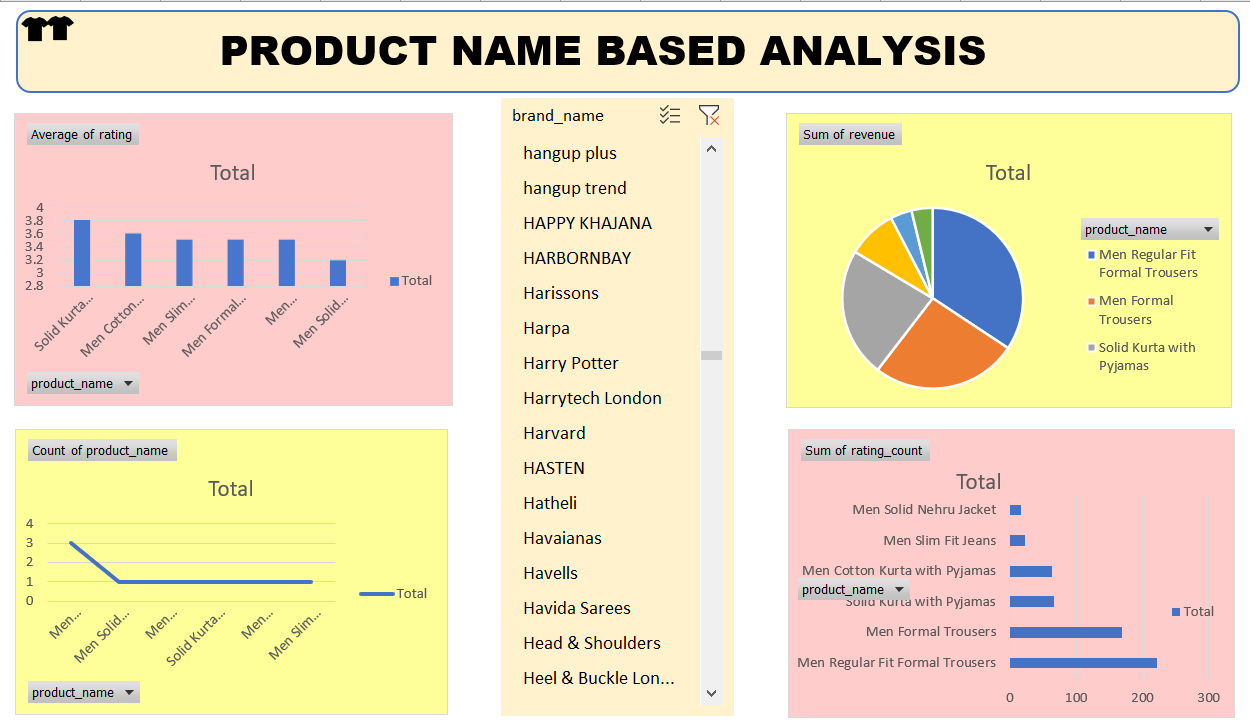 PRODUCT NAME BASED ANALYSIS
Average of rating
Total
4
3.8
3.6
3.4
3.2
3
2.8
Solid Kurta...
Men Cotton...
Men Slim...
Men Formal...
Men...
Men Solid...
Total
product_name
Count of product_name
Total
4
3
2
1
0
Men...
Men Solid...
Men...
Solid Kurta...
Men...
Men Slim...
Total
product_name
brand_name
hangup plus
hangup trend
HAPPY KHAJANA
HARBORNBAY
Harissons
Harpa
Harry Potter
Harrytech London
Harvard
HASTEN
Hatheli
Havaianas
Havells
Havida Sarees
Head & Shoulders
Heel & Buckle Lon...
Sum of revenue
Total
product_name
Men Regular Fit
Formal Trousers
Men Formal
Trousers
Solid Kurta with
Pyjamas
Sum of rating_count
Total
Men Solid Nehru Jacket
Men Slim Fit Jeans
Men Cotton Kurta with Pyjamas
product_name
Solid Kurta with Pyjamas
Total
Men Formal Trousers
Men Regular Fit Formal Trousers
0 100 200 300